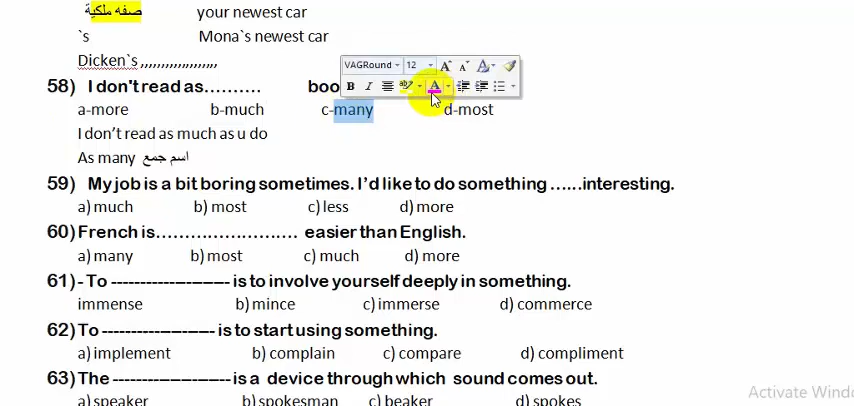 صفه ملكية your newest car
`s Mona`s newest car
Dicken`s ,,,,,,,,,,,,,,,,,,
VAGRound 12
58) I don't read as.......... boo
a-more b-much c-many d-most
I don’t read as much as u do
As many اسم جمع
59) My job is a bit boring sometimes. I’d like to do something ......interesting.
a) much b) most c) less d) more
60) French is......................... easier than English.
a) many b) most c) much d) more
61) - To ----------------------- is to involve yourself deeply in something.
immense b) mince c) immerse d) commerce
62) To --------------------- is to start using something.
a) implement b) complain c) compare d) compliment
63) The ----------------------- is a device through which sound comes out.
a) speaker b) spokesman c) beaker d) spokes
Activate Windo